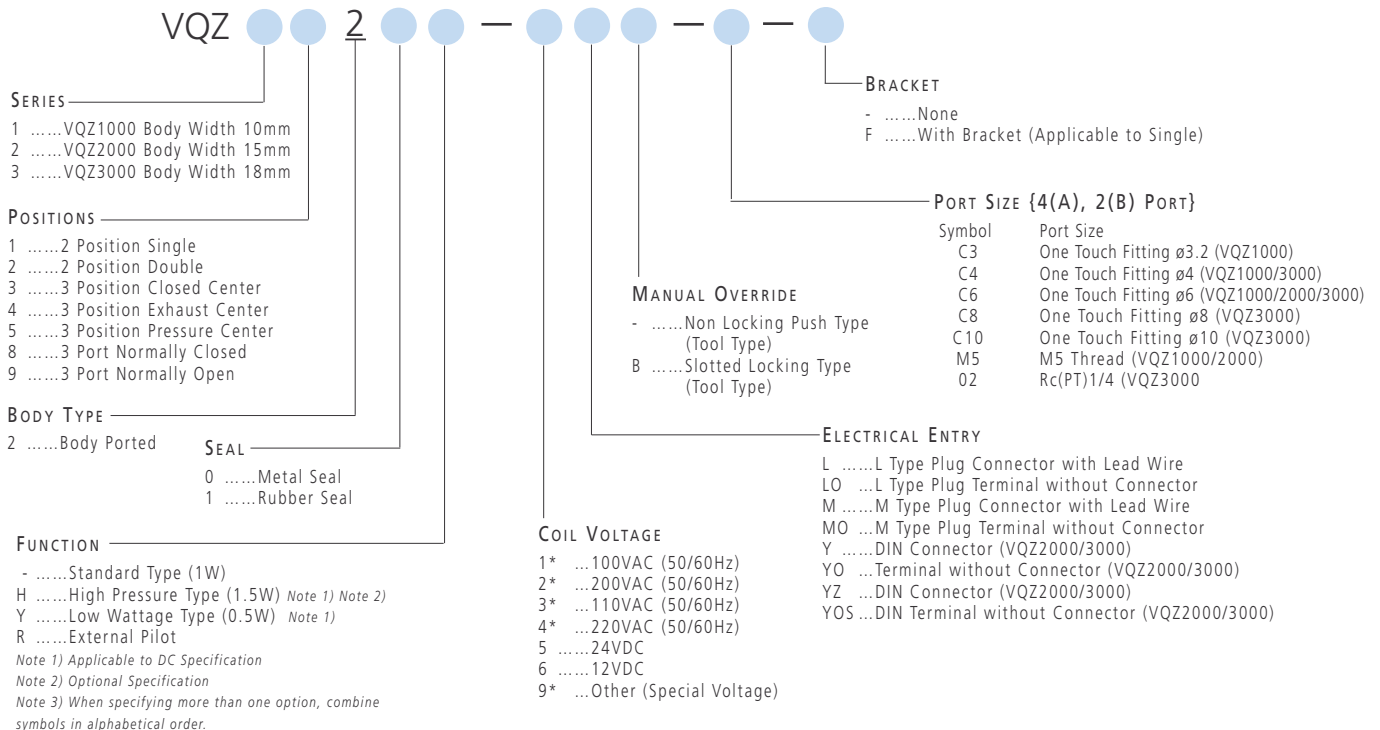 VQZ 2 — — —
SERIES
1 ......VQZ1000 Body Width 10mm
2 ......VQZ2000 Body Width 15mm
3 ......VQZ3000 Body Width 18mm
POSITIONS
1 ......2 Position Single
2 ......2 Position Double
3 ......3 Position Closed Center
4 ......3 Position Exhaust Center
5 ......3 Position Pressure Center
8 ......3 Port Normally Closed
9 ......3 Port Normally Open
BODY TYPE
2 ......Body Ported
SEAL
0 ......Metal Seal
1 ......Rubber Seal
FUNCTION
- ......Standard Type (1W)
H ......High Pressure Type (1.5W) Note 1) Note 2)
Y ......Low Wattage Type (0.5W) Note 1)
R ......External Pilot
Note 1) Applicable to DC Specification
Note 2) Optional Specification
Note 3) When specifying more than one option, combine
symbols in alphabetical order.
COIL VOLTAGE
1* ...100VAC (50/60Hz)
2* ...200VAC (50/60Hz)
3* ...110VAC (50/60Hz)
4* ...220VAC (50/60Hz)
5 ......24VDC
6 ......12VDC
9* ...Other (Special Voltage)
ELECTRICAL ENTRY
L ......L Type Plug Connector with Lead Wire
LO ...L Type Plug Terminal without Connector
M ......M Type Plug Connector with Lead Wire
MO ...M Type Plug Terminal without Connector
Y ......DIN Connector (VQZ2000/3000)
YO ...Terminal without Connector (VQZ2000/3000)
YZ ...DIN Connector (VQZ2000/3000)
YOS ...DIN Terminal without Connector (VQZ2000/3000)
MANUAL OVERRIDE
- ......Non Locking Push Type
(Tool Type)
B ......Slotted Locking Type
(Tool Type)
PORT SIZE {4(A), 2(B) PORT}
Symbol Port Size
C3 One Touch Fitting ø3.2 (VQZ1000)
C4 One Touch Fitting ø4 (VQZ1000/3000)
C6 One Touch Fitting ø6 (VQZ1000/2000/3000)
C8 One Touch Fitting ø8 (VQZ3000)
C10 One Touch Fitting ø10 (VQZ3000)
M5 M5 Thread (VQZ1000/2000)
02 Rc(PT)1/4 (VQZ3000
BRACKET
- ......None
F ......With Bracket (Applicable to Single)